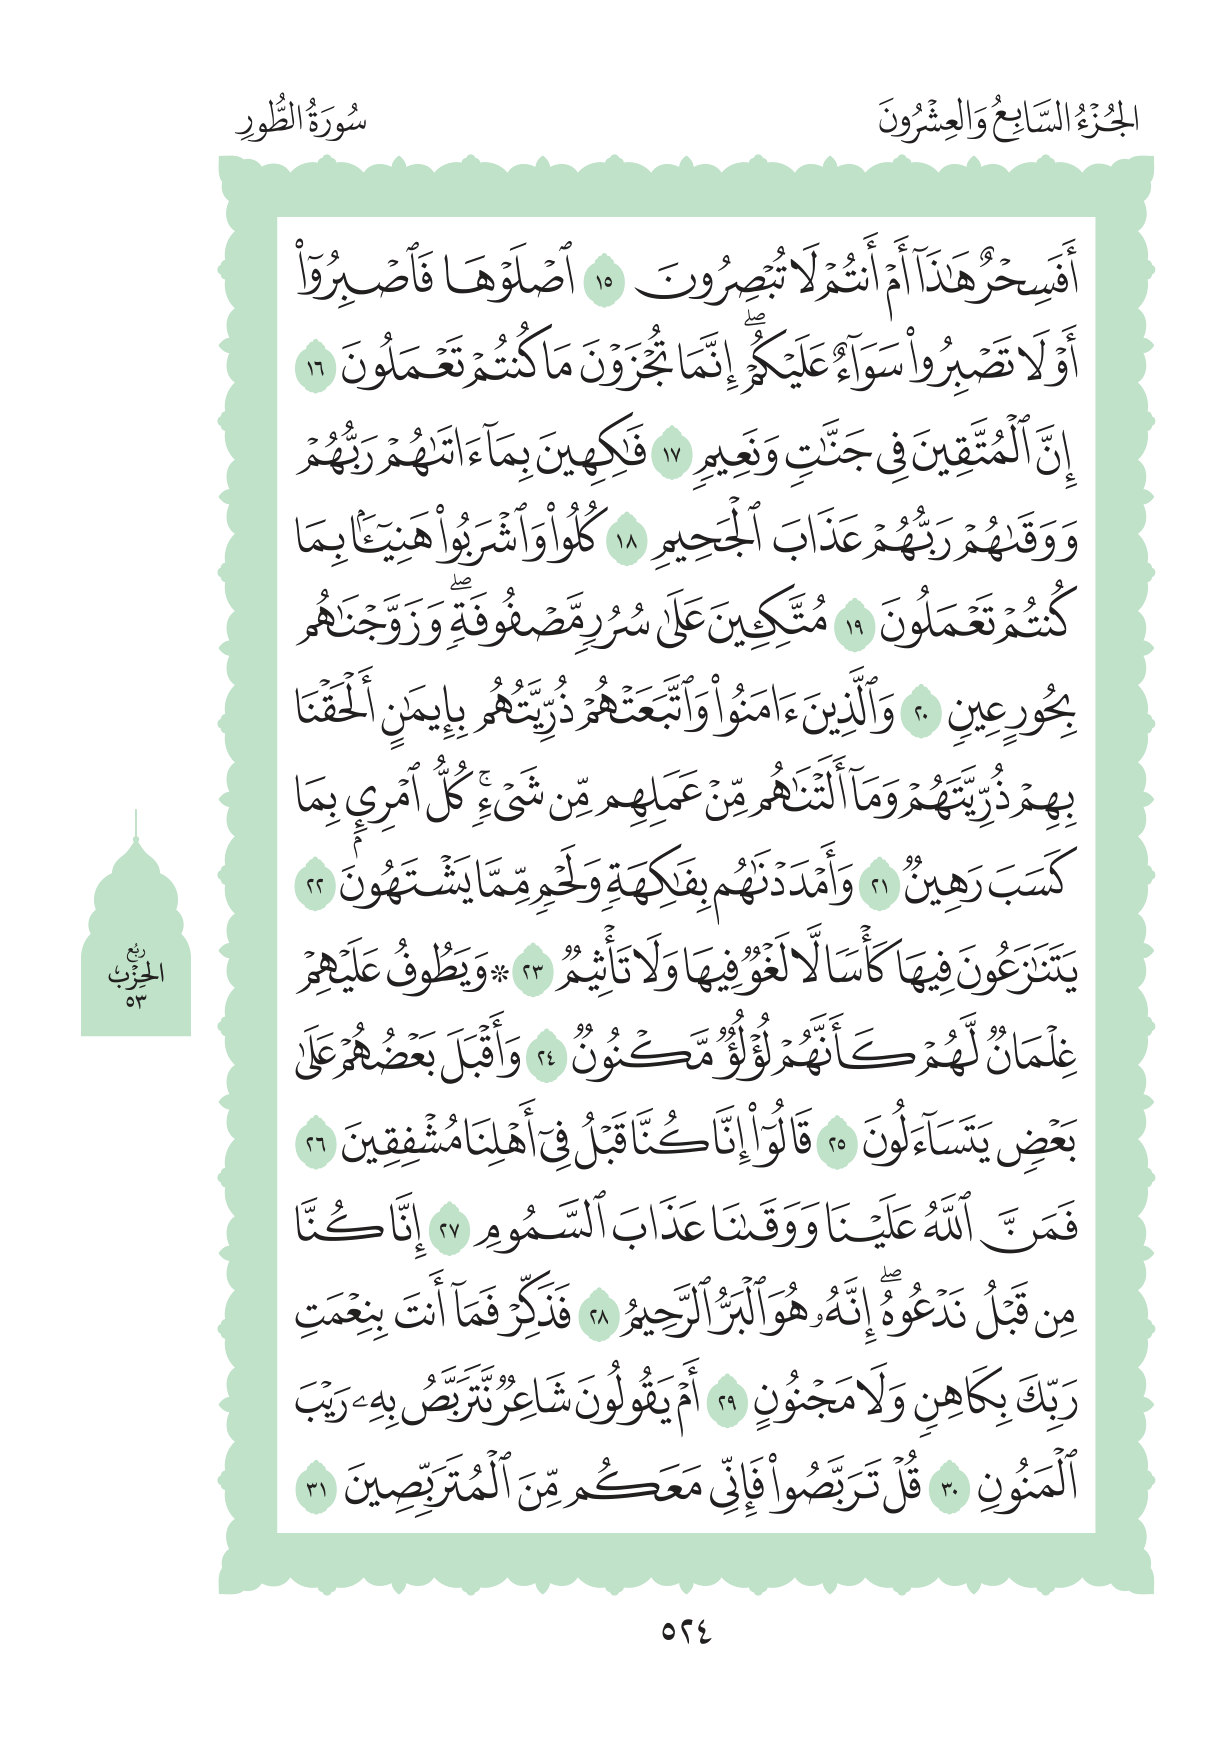 الجُزْءُ السَّابِعُ وَالعِشْرُونَ
سُورَةُ الطُّورِ
أَفَسِحْرٌ هَٰذَآ أَمْ أَنتُمْ لَا تُبْصِرُونَ ١٥ ٱصْلَوْهَا فَٱصْبِرُوٓا۟
أَوْ لَا تَصْبِرُوا۟ سَوَآءٌ عَلَيْكُمْ ۖ إِنَّمَا تُجْزَوْنَ مَا كُنتُمْ تَعْمَلُونَ ١٦
إِنَّ ٱلْمُتَّقِينَ فِى جَنَّٰتٍ وَنَعِيمٍ ١٧ فَٰكِهِينَ بِمَآ ءَاتَىٰهُمْ رَبُّهُمْ
وَوَقَىٰهُمْ رَبُّهُمْ عَذَابَ ٱلْجَحِيمِ ١٨ كُلُوا۟ وَٱشْرَبُوا۟ هَنِيٓـًٔۢا بِمَا
كُنتُمْ تَعْمَلُونَ ١٩ مُتَّكِـِٔينَ عَلَىٰ سُرُرٍ مَّصْفُوفَةٍ ۖ وَزَوَّجْنَٰهُم
بِحُورٍ عِينٍ ٢٠ وَٱلَّذِينَ ءَامَنُوا۟ وَٱتَّبَعَتْهُمْ ذُرِّيَّتُهُم بِإِيمَٰنٍ أَلْحَقْنَا
بِهِمْ ذُرِّيَّتَهُمْ وَمَآ أَلَتْنَٰهُم مِّنْ عَمَلِهِم مِّن شَىْءٍ ۚ كُلُّ ٱمْرِئٍۭ بِمَا
كَسَبَ رَهِينٌ ٢١ وَأَمْدَدْنَٰهُم بِفَٰكِهَةٍ وَلَحْمٍ مِّمَّا يَشْتَهُونَ ٢٢
يَتَنَٰزَعُونَ فِيهَا كَأْسًا لَّا لَغْوٌ فِيهَا وَلَا تَأْثِيمٌ ٢٣ ۞ وَيَطُوفُ عَلَيْهِمْ
غِلْمَانٌ لَّهُمْ كَأَنَّهُمْ لُؤْلُؤٌ مَّكْنُونٌ ٢٤ وَأَقْبَلَ بَعْضُهُمْ عَلَىٰ
بَعْضٍ يَتَسَآءَلُونَ ٢٥ قَالُوٓا۟ إِنَّا كُنَّا قَبْلُ فِىٓ أَهْلِنَا مُشْفِقِينَ ٢٦
فَمَنَّ ٱللَّهُ عَلَيْنَا وَوَقَىٰنَا عَذَابَ ٱلسَّمُومِ ٢٧ إِنَّا كُنَّا
مِن قَبْلُ نَدْعُوهُ ۖ إِنَّهُۥ هُوَ ٱلْبَرُّ ٱلرَّحِيمُ ٢٨ فَذَكِّرْ فَمَآ أَنتَ بِنِعْمَتِ
رَبِّكَ بِكَاهِنٍ وَلَا مَجْنُونٍ ٢٩ أَمْ يَقُولُونَ شَاعِرٌ نَّتَرَبَّصُ بِهِۦ رَيْبَ
ٱلْمَنُونِ ٣٠ قُلْ تَرَبَّصُوا۟ فَإِنِّى مَعَكُم مِّنَ ٱلْمُتَرَبِّصِينَ ٣١
رُبْعُ
الحِزْبِ
٥٣
٥٢٤